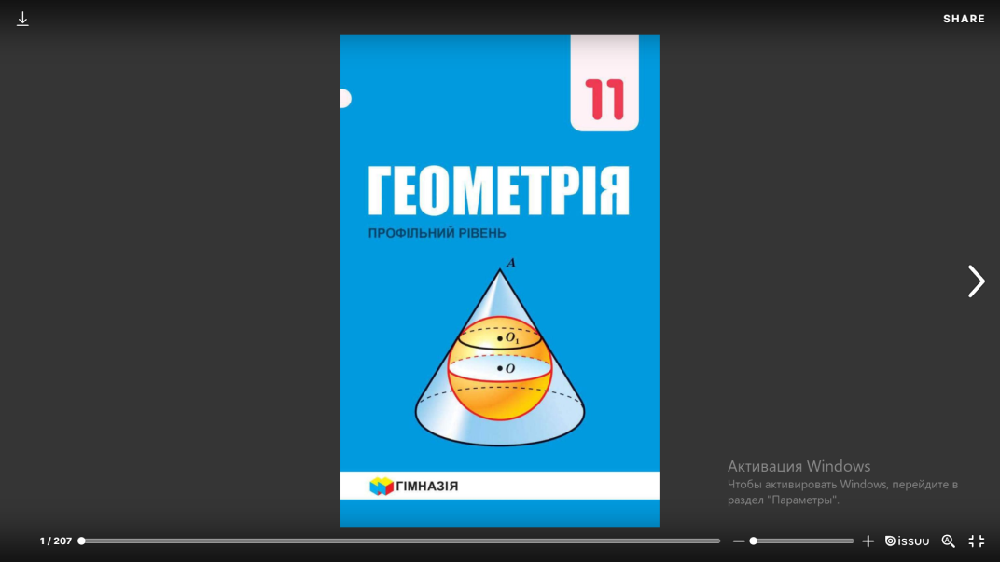 SHARE
11
ГЕОМЕТРІЯ
ПРОФІЛЬНИЙ РІВЕНЬ
A
O₁
O
ГІМНАЗІЯ
Активация Windows
Чтобы активировать Windows, перейдите в
раздел "Параметры".
1 / 207
issuu